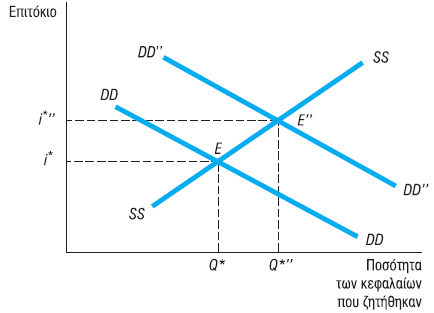 Επιτόκιο
DD''
SS
DD
i*''
E''
E
i*
DD''
SS
DD
Q*
Q*''
Ποσότητα
των κεφαλαίων
που ζητήθηκαν